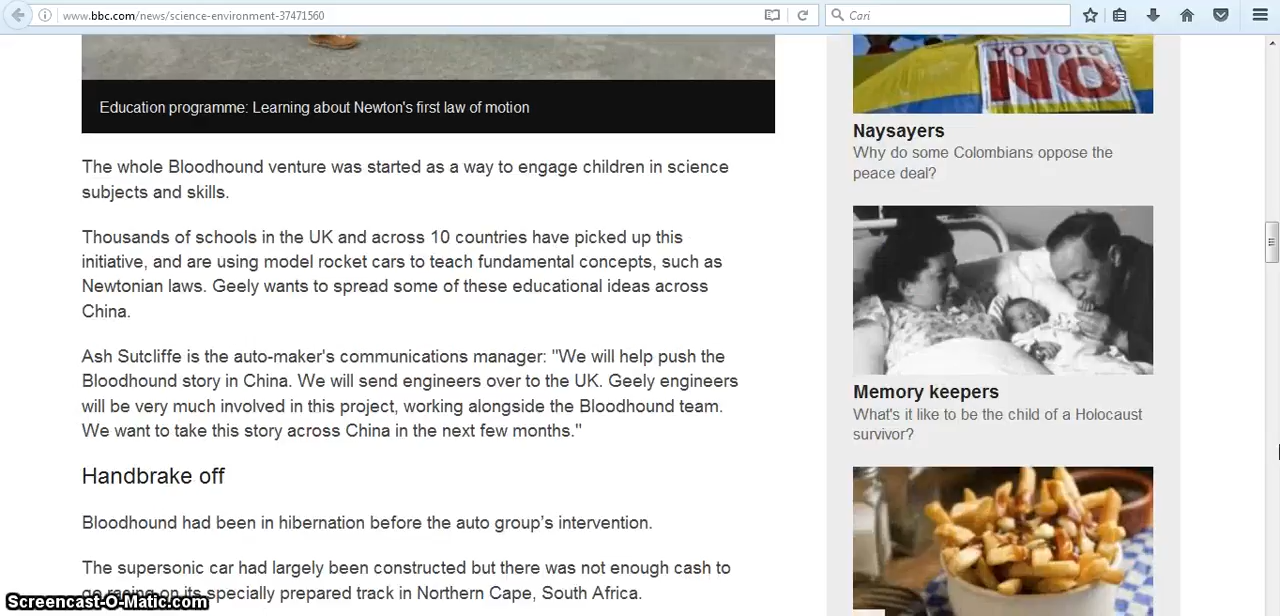 www.bbc.com/news/science-environment-37471560
Cari
YO VOTO
NO
Education programme: Learning about Newton's first law of motion
Naysayers
Why do some Colombians oppose the
peace deal?
The whole Bloodhound venture was started as a way to engage children in science
subjects and skills.
Thousands of schools in the UK and across 10 countries have picked up this
initiative, and are using model rocket cars to teach fundamental concepts, such as
Newtonian laws. Geely wants to spread some of these educational ideas across
China.
Ash Sutcliffe is the auto-maker's communications manager: "We will help push the
Bloodhound story in China. We will send engineers over to the UK. Geely engineers
will be very much involved in this project, working alongside the Bloodhound team.
We want to take this story across China in the next few months."
Memory keepers
What's it like to be the child of a Holocaust
survivor?
Handbrake off
Bloodhound had been in hibernation before the auto group’s intervention.
The supersonic car had largely been constructed but there was not enough cash to
go racing on its specially prepared track in Northern Cape, South Africa.
Screencast-O-Matic.com